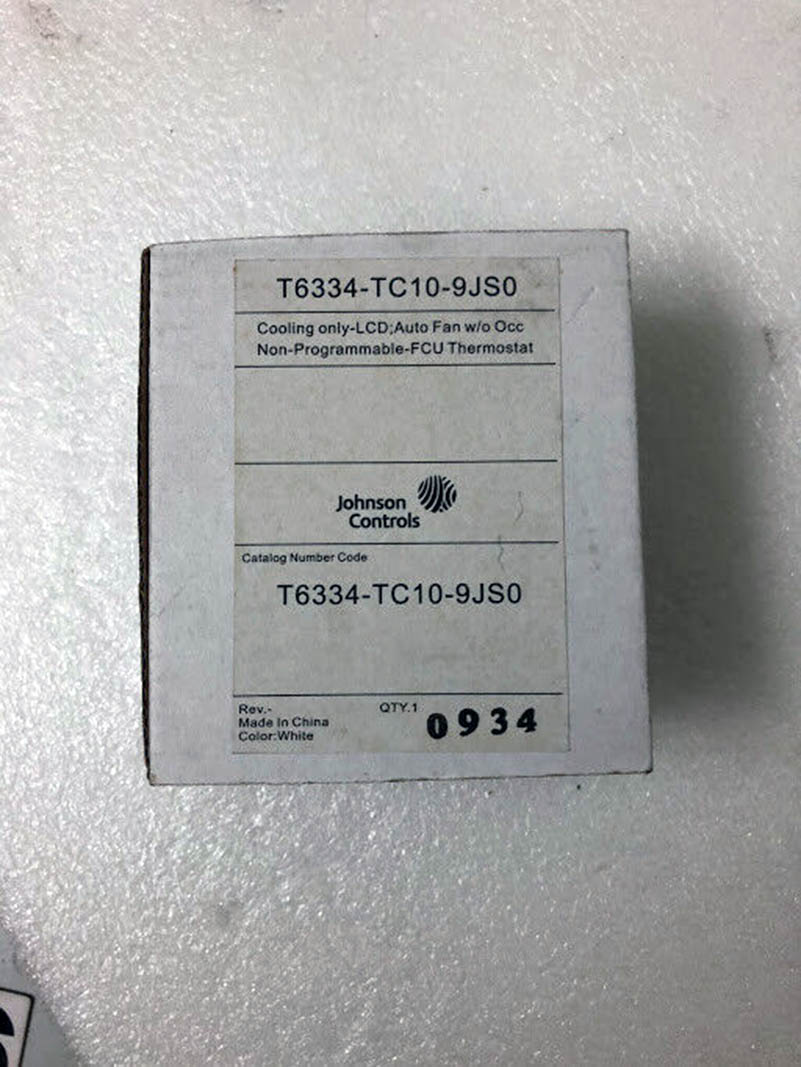 T6334-TC10-9JS0
Cooling only-LCD;Auto Fan w/o Occ
Non-Programmable-FCU Thermostat
Johnson
Controls
Catalog Number Code
T6334-TC10-9JS0
Rev.-
QTY.1
Made In China
Color:White
0934